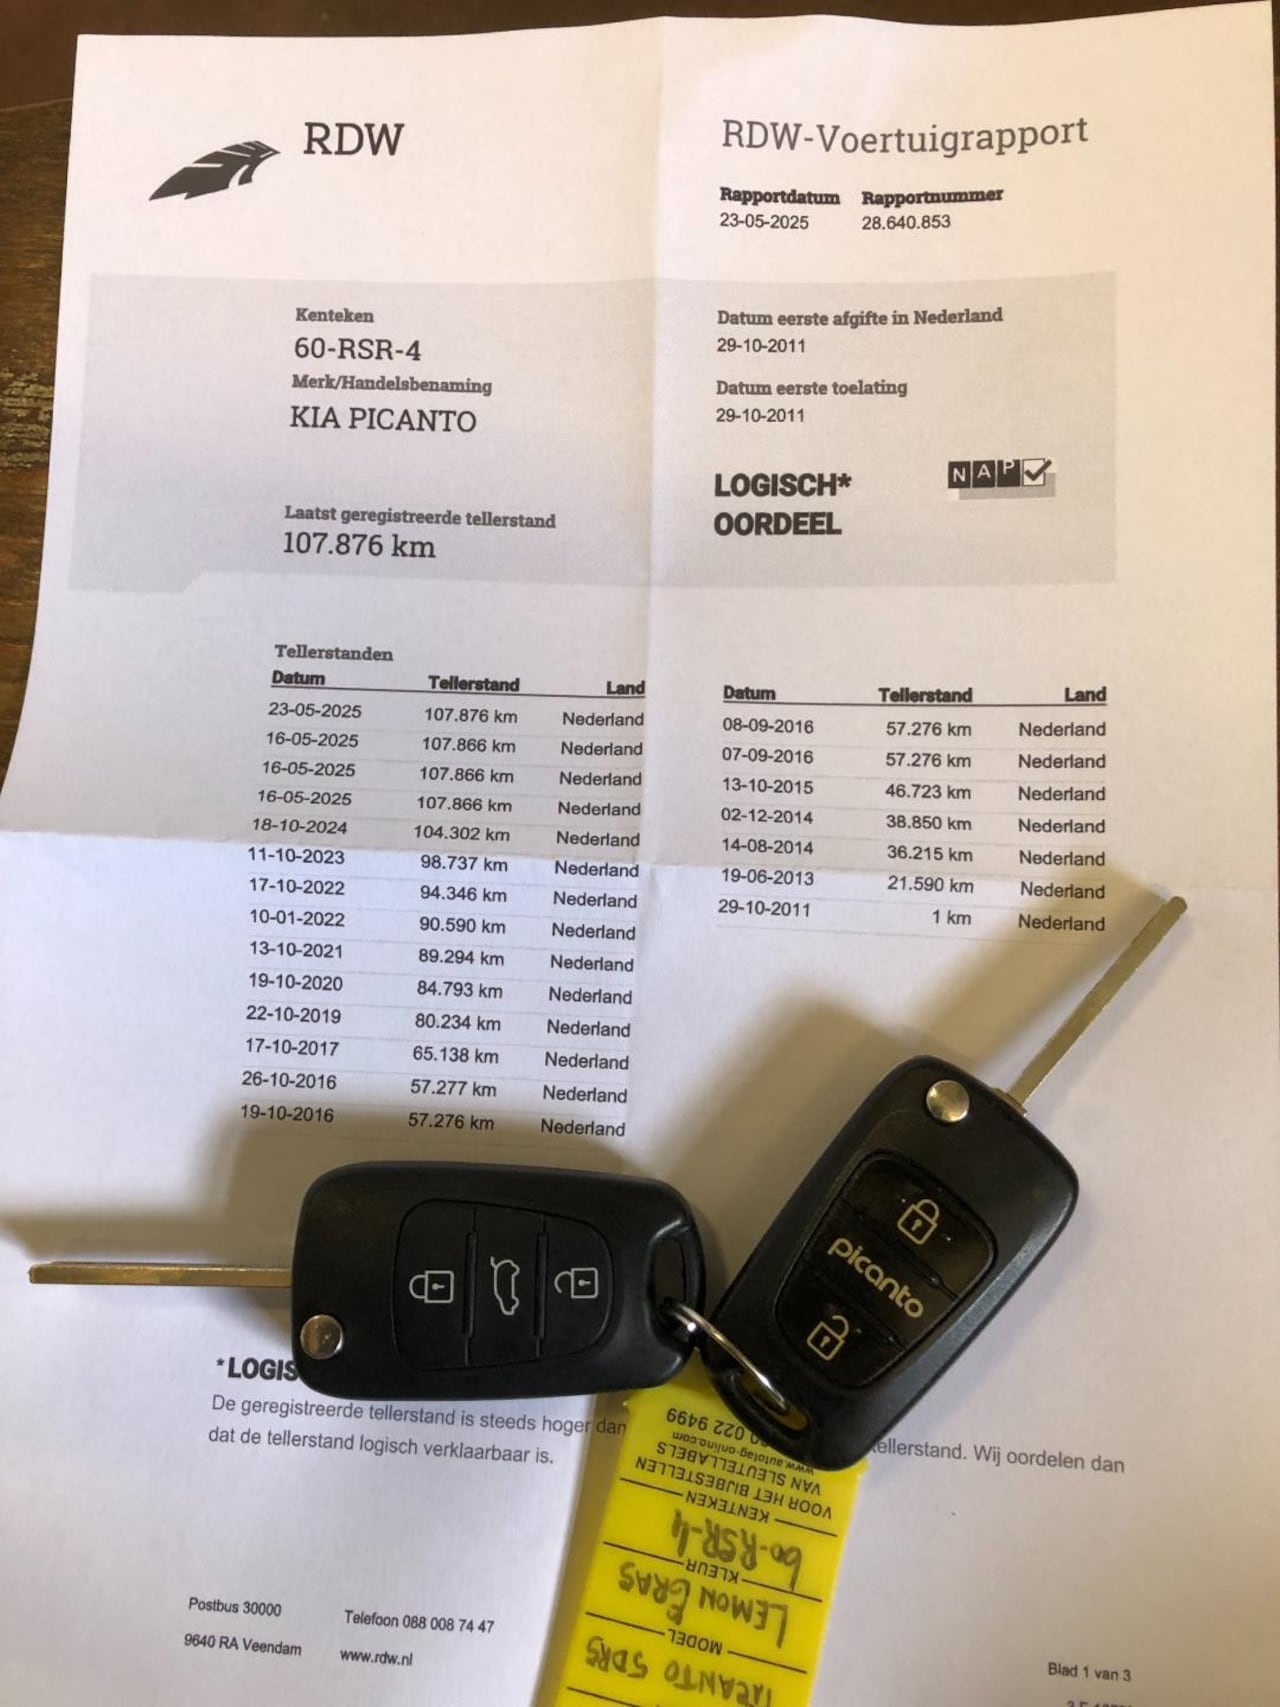 RDW
RDW-Voertuigrapport
Rapportdatum Rapportnummer
23-05-2025 28.640.853
Kenteken
60-RSR-4
Merk/Handelsbenaming
KIA PICANTO
Laatst geregistreerde tellerstand
107.876 km
Datum eerste afgifte in Nederland
29-10-2011
Datum eerste toelating
29-10-2011
LOGISCH*
OORDEEL
NAP
Tellerstanden
Datum Tellerstand Land
23-05-2025 107.876 km Nederland
16-05-2025 107.866 km Nederland
16-05-2025 107.866 km Nederland
16-05-2025 107.866 km Nederland
18-10-2024 104.302 km Nederland
11-10-2023 98.737 km Nederland
17-10-2022 94.346 km Nederland
10-01-2022 90.590 km Nederland
13-10-2021 89.294 km Nederland
19-10-2020 84.793 km Nederland
22-10-2019 80.234 km Nederland
17-10-2017 65.138 km Nederland
26-10-2016 57.277 km Nederland
19-10-2016 57.276 km Nederland
Datum Tellerstand Land
08-09-2016 57.276 km Nederland
07-09-2016 57.276 km Nederland
13-10-2015 46.723 km Nederland
02-12-2014 38.850 km Nederland
14-08-2014 36.215 km Nederland
19-06-2013 21.590 km Nederland
29-10-2011 1 km Nederland
picanto
*LOGIS
De geregistreerde tellerstand is steeds hoger dan tellerstand. Wij oordelen dan
dat de tellerstand logisch verklaarbaar is.
PICANTO 5DRS
MODEL
LEMON GRAS
KLEUR
60-RSR-4
KENTEKEN
VOOR HET BIJBESTELLEN
VAN SLEUTELLABELS
www.autotag-online.com
022 9499
Postbus 30000
9640 RA Veendam
Telefoon 088 008 74 47
www.rdw.nl
Blad 1 van 3